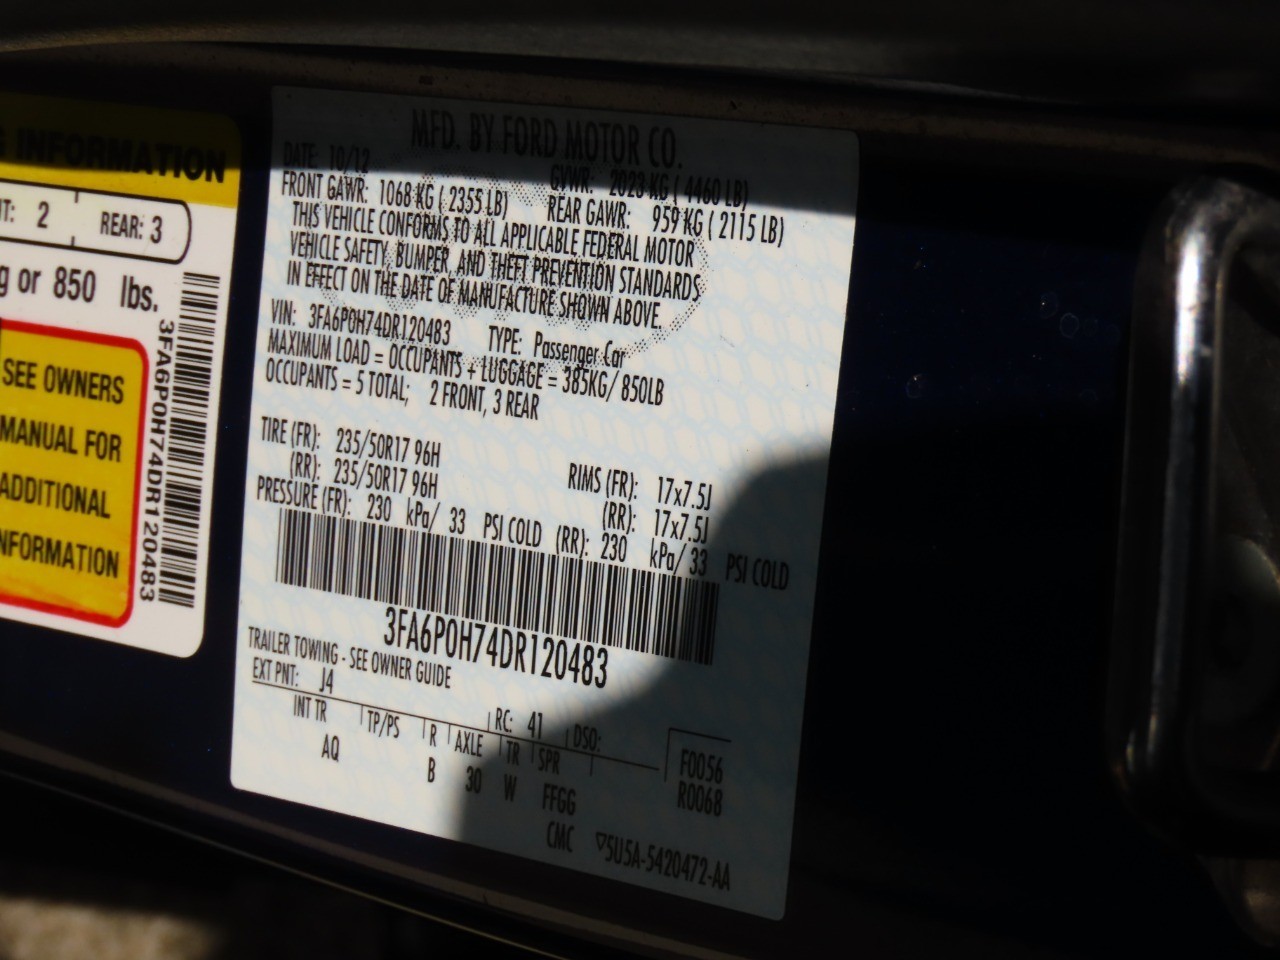 INFORMATION
2 REAR: 3
g or 850 lbs.
3FA6P0H74DR120483
SEE OWNERS
MANUAL FOR
ADDITIONAL
INFORMATION
MFD. BY FORD MOTOR CO.
DATE: 10/12 GVWR: 2023 KG ( 4460 LB)
FRONT GAWR: 1068 KG ( 2355 LB) REAR GAWR: 959 KG ( 2115 LB)
THIS VEHICLE CONFORMS TO ALL APPLICABLE FEDERAL MOTOR
VEHICLE SAFETY, BUMPER, AND THEFT PREVENTION STANDARDS
IN EFFECT ON THE DATE OF MANUFACTURE SHOWN ABOVE.
VIN: 3FA6P0H74DR120483 TYPE: Passenger Car
MAXIMUM LOAD = OCCUPANTS + LUGGAGE = 385KG/ 850LB
OCCUPANTS = 5 TOTAL; 2 FRONT, 3 REAR
TIRE (FR): 235/50R17 96H RIMS (FR): 17x7.5J
(RR): 235/50R17 96H (RR): 17x7.5J
PRESSURE (FR): 230 kPa/ 33 PSI COLD (RR): 230 kPa/ 33 PSI COLD
3FA6P0H74DR120483
TRAILER TOWING - SEE OWNER GUIDE
EXT PNT: J4 RC: 41 DSO:
INT TR TP/PS R AXLE TR SPR F0056
AQ B 30 W FFGG R0068
CMC ▽5U5A-5420472-AA